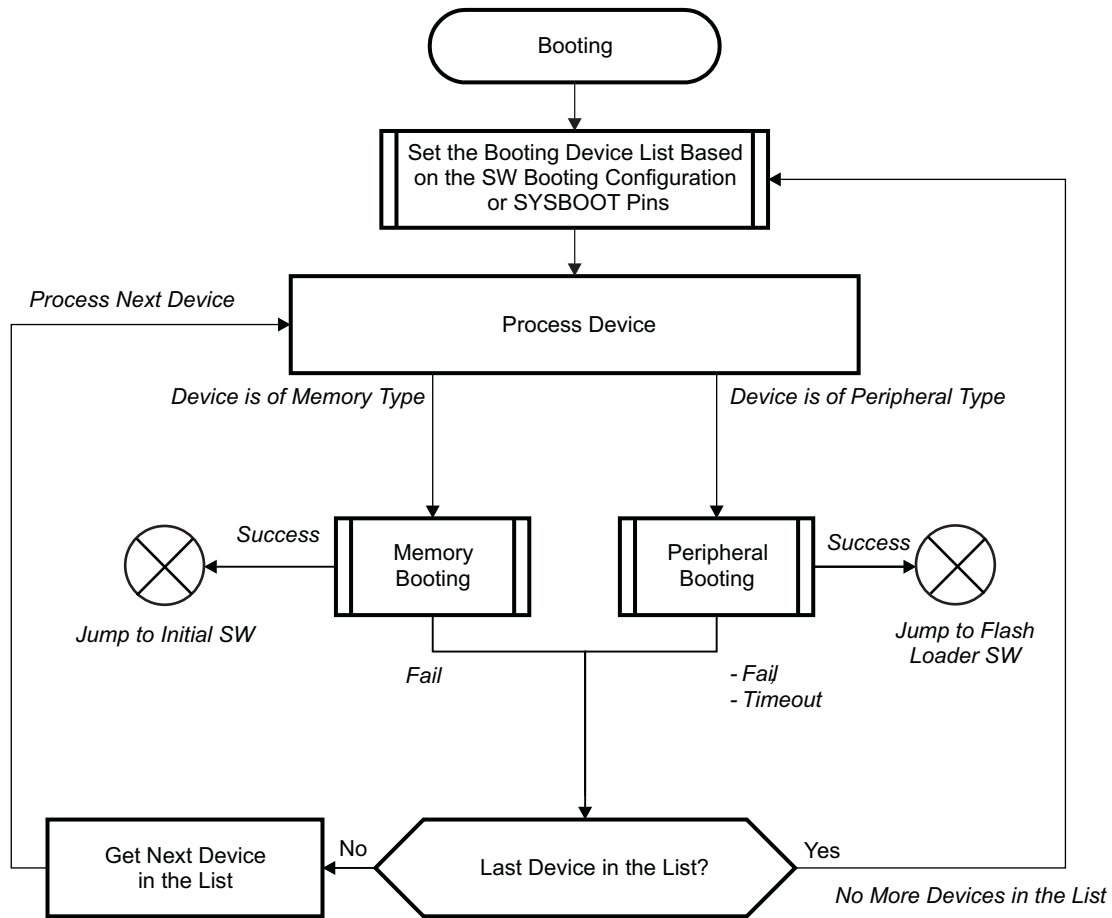 Booting
Set the Booting Device List Based
on the SW Booting Configuration
or SYSBOOT Pins
Process Next Device
Process Device
Device is of Memory Type
Device is of Peripheral Type
Success
Memory
Booting
Peripheral
Booting
Success
Jump to Initial SW
Jump to Flash
Loader SW
Fail
- Fail,
- Timeout
Get Next Device
in the List
No
Last Device in the List?
Yes
No More Devices in the List